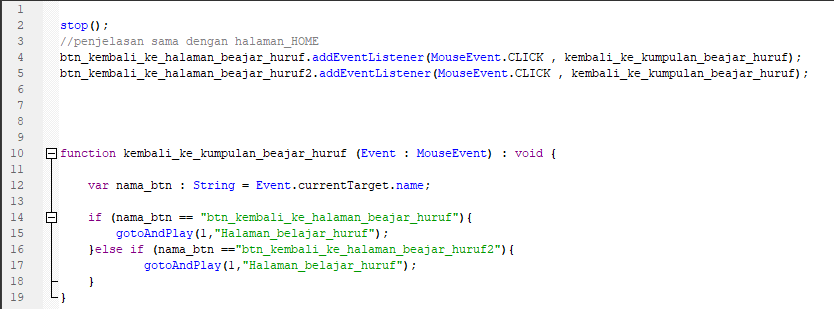 1
2 stop();
3 //penjelasan sama dengan halaman_HOME
4 btn_kembali_ke_halaman_beajar_huruf.addEventListener(MouseEvent.CLICK , kembali_ke_kumpulan_beajar_huruf);
5 btn_kembali_ke_halaman_beajar_huruf2.addEventListener(MouseEvent.CLICK , kembali_ke_kumpulan_beajar_huruf);
6
7
8
9
10 function kembali_ke_kumpulan_beajar_huruf (Event : MouseEvent) : void {
11
12 var nama_btn : String = Event.currentTarget.name;
13
14 if (nama_btn == "btn_kembali_ke_halaman_beajar_huruf"){
15 gotoAndPlay(1,"Halaman_belajar_huruf");
16 }else if (nama_btn =="btn_kembali_ke_halaman_beajar_huruf2"){
17 gotoAndPlay(1,"Halaman_belajar_huruf");
18 }
19 }